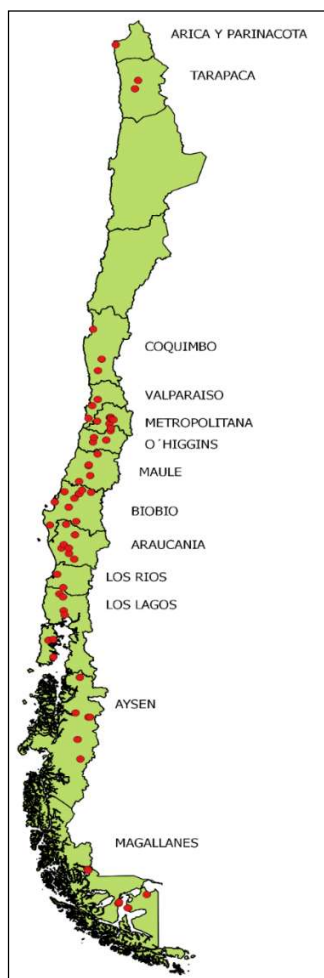 ARICA Y PARINACOTA
TARAPACA
COQUIMBO
VALPARAISO
METROPOLITANA
O´HIGGINS
MAULE
BIOBIO
ARAUCANIA
LOS RIOS
LOS LAGOS
AYSEN
MAGALLANES